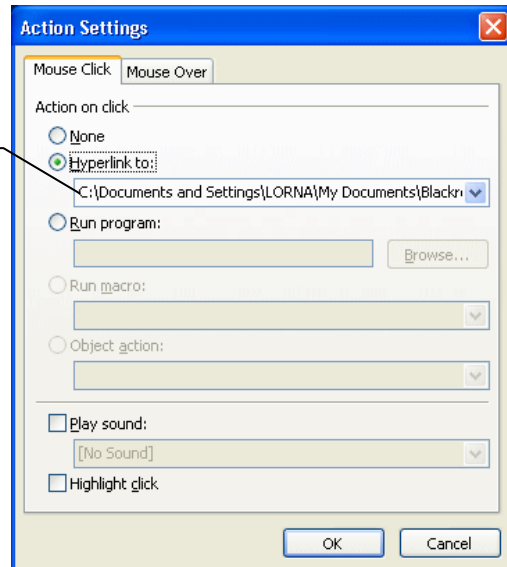 Action Settings
Mouse Click Mouse Over
Action on click
None
Hyperlink to:
C:\Documents and Settings\LORNA\My Documents\Blackr
Run program:
Browse...
Run macro:
Object action:
Play sound:
[No Sound]
Highlight click
OK Cancel